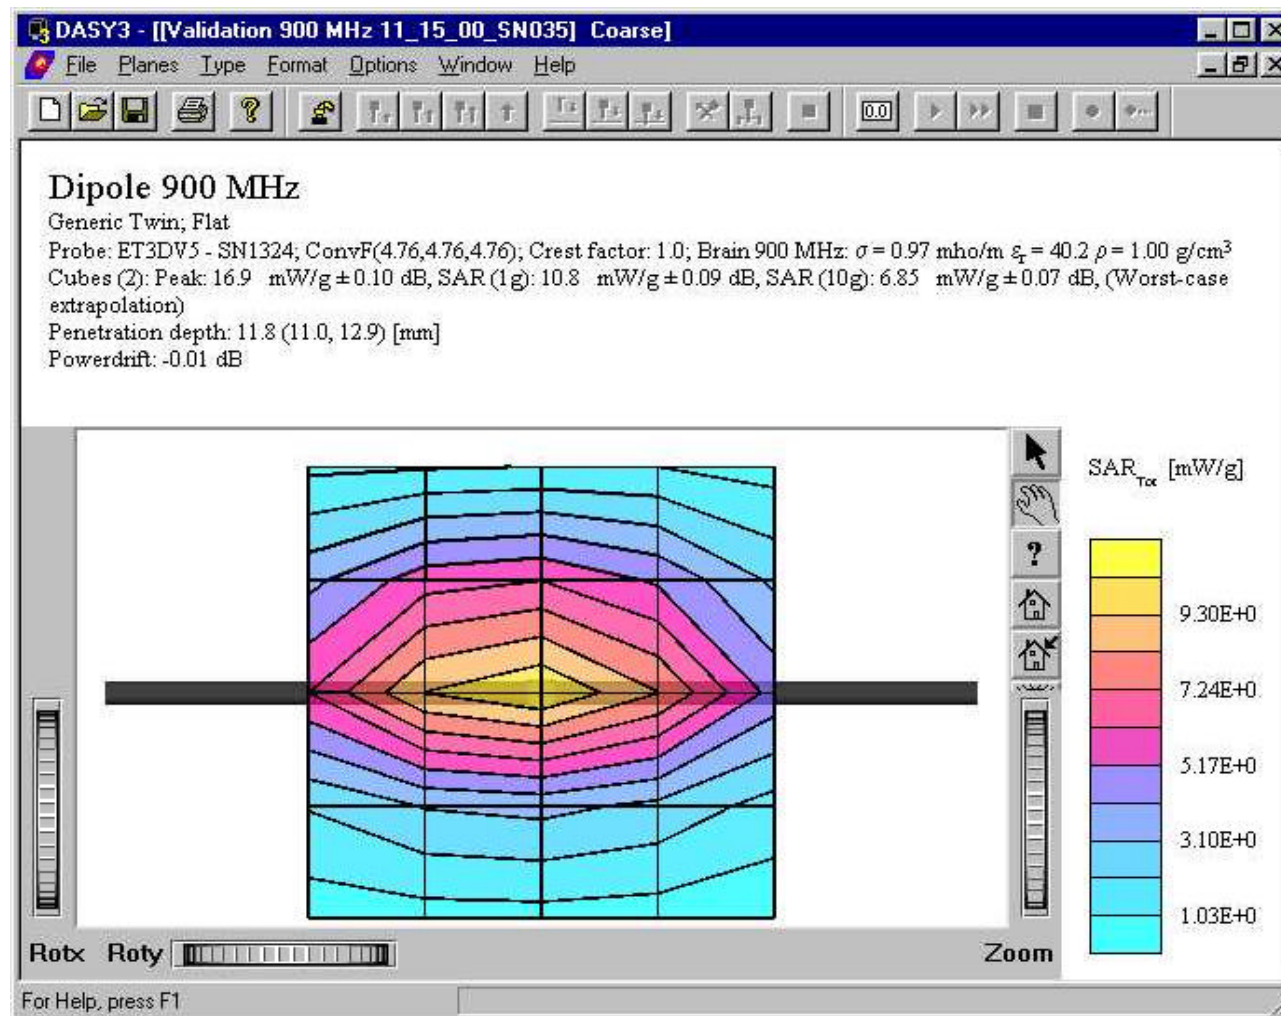 DASY3 - [[Validation 900 MHz 11_15_00_SN035]  Coarse]
File Planes Type Format Options Window Help
0.0
Dipole 900 MHz
Generic Twin; Flat
Probe: ET3DV5 - SN1324; ConvF(4.76,4.76,4.76); Crest factor: 1.0; Brain 900 MHz: σ = 0.97 mho/m εr = 40.2 ρ = 1.00 g/cm³
Cubes (2): Peak: 16.9 mW/g ± 0.10 dB, SAR (1g): 10.8 mW/g ± 0.09 dB, SAR (10g): 6.85 mW/g ± 0.07 dB, (Worst-case
extrapolation)
Penetration depth: 11.8 (11.0, 12.9) [mm]
Powerdrift: -0.01 dB
SAR Tot [mW/g]
?
9.30E+0
7.24E+0
5.17E+0
3.10E+0
1.03E+0
Rotx Roty Zoom
For Help, press F1